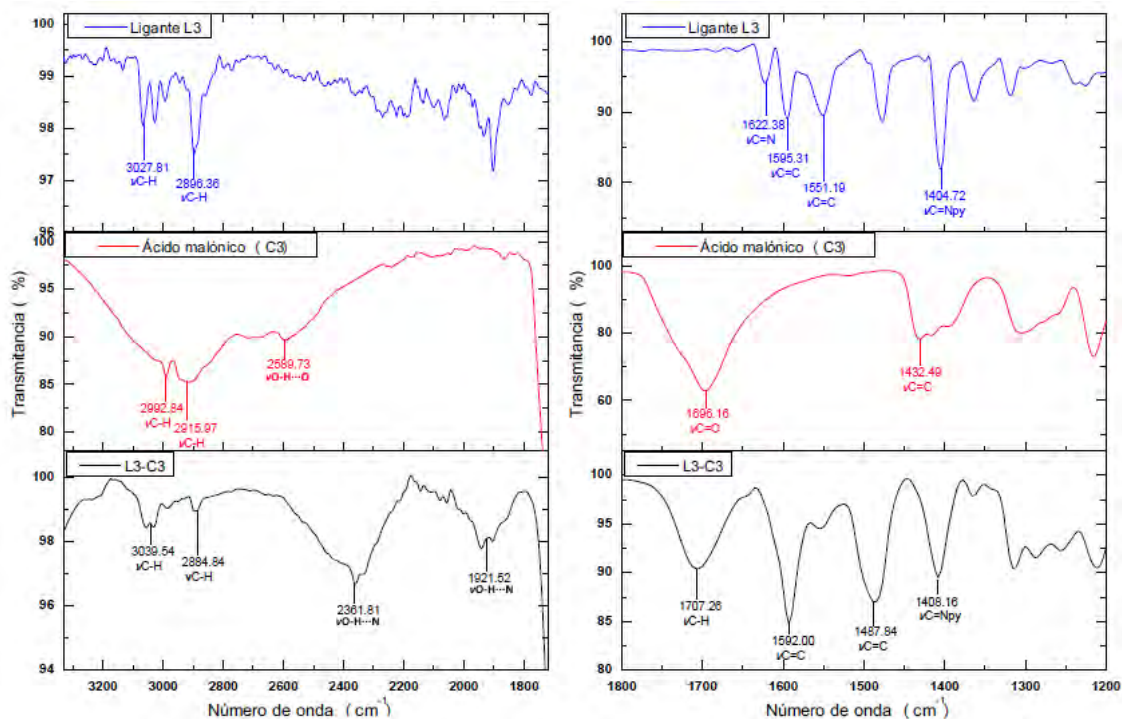 Ligante L3
100
99
98
97
96
3027.81
νC-H
2896.36
νC-H
Ácido malónico ( C3)
100
95
90
85
80
2992.84
νC-H
2915.97
νC-H
2589.73
νO-H···O
L3-C3
100
98
96
94
3039.54
νC-H
2884.84
νC-H
2361.81
νO-H···N
1921.52
νO-H···N
Transmitancia ( %)
3200 3000 2800 2600 2400 2200 2000 1800
Número de onda ( cm-1)
Ligante L3
100
90
80
1622.38
νC=N
1595.31
νC=C
1551.19
νC=C
1404.72
νC=Npy
Ácido malónico ( C3)
100
80
60
1696.16
νC=O
1432.49
νC=C
L3-C3
100
95
90
85
80
1707.26
νC-H
1592.00
νC=C
1487.84
νC=C
1408.16
νC=Npy
Transmitancia ( %)
1800 1700 1600 1500 1400 1300 1200
Número de onda ( cm-1)